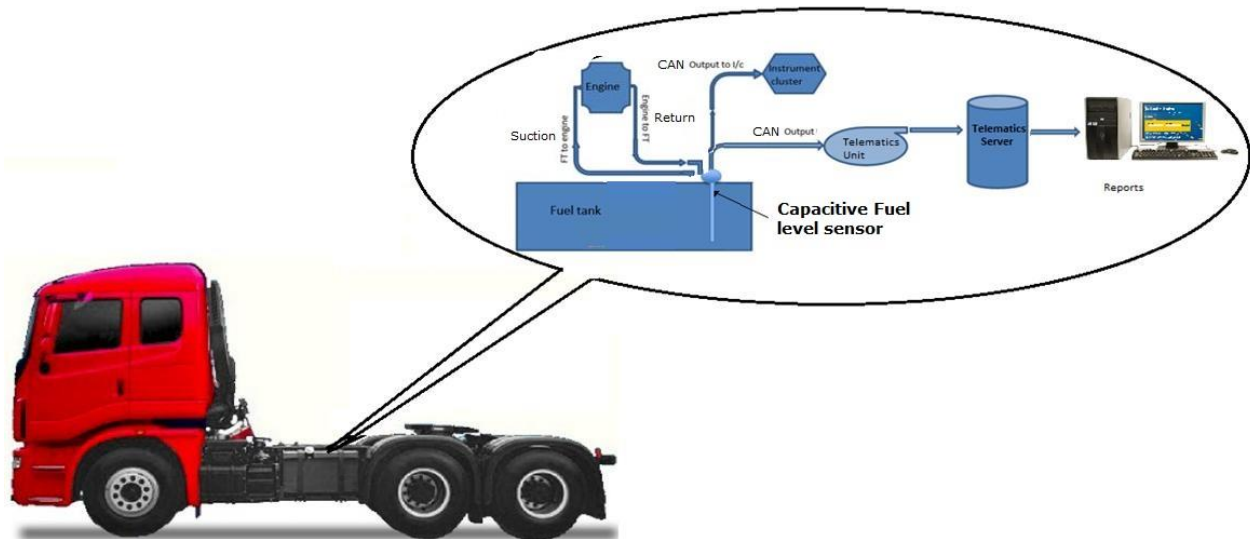 CAN Output to I/c
Instrument
cluster
Engine
Suction
FT to engine
Engine to FT
Return
CAN Output
Telematics
Unit
Telematics
Server
Reports
Fuel tank
Capacitive Fuel
level sensor